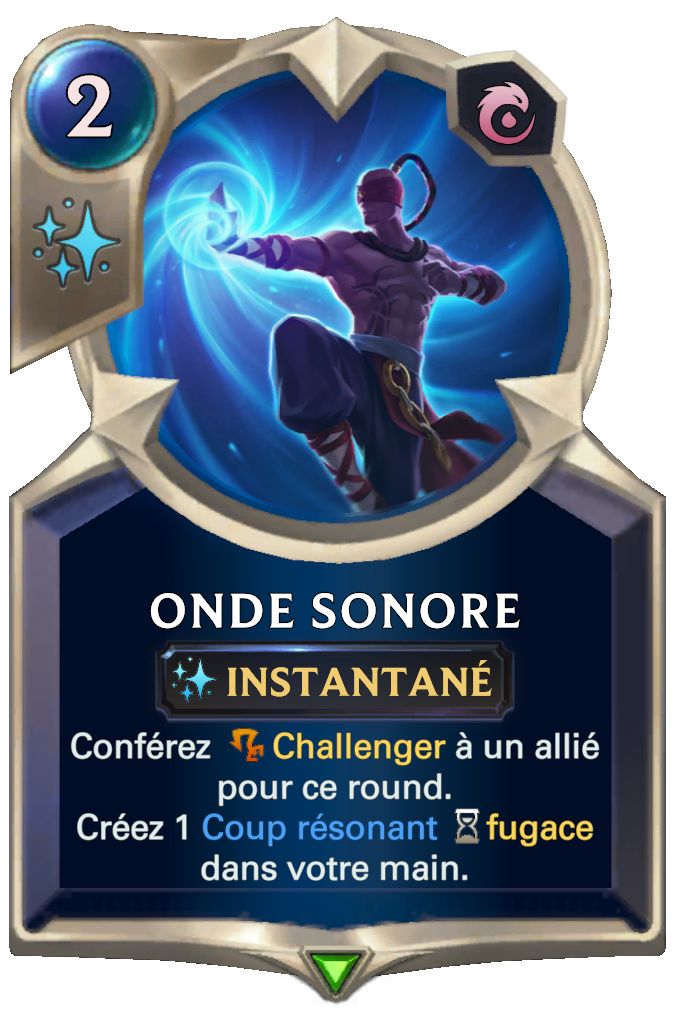 2
ONDE SONORE
INSTANTANÉ
Conférez Challenger à un allié
pour ce round.
Créez 1 Coup résonant fugace
dans votre main.